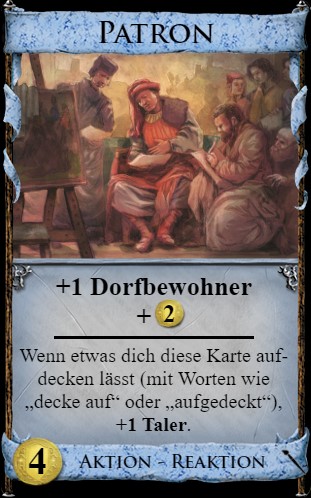 PATRON
+1 Dorfbewohner
+ 2
Wenn etwas dich diese Karte auf-
decken lässt (mit Worten wie
„decke auf“ oder „aufgedeckt“),
+1 Taler.
4 AKTION - REAKTION